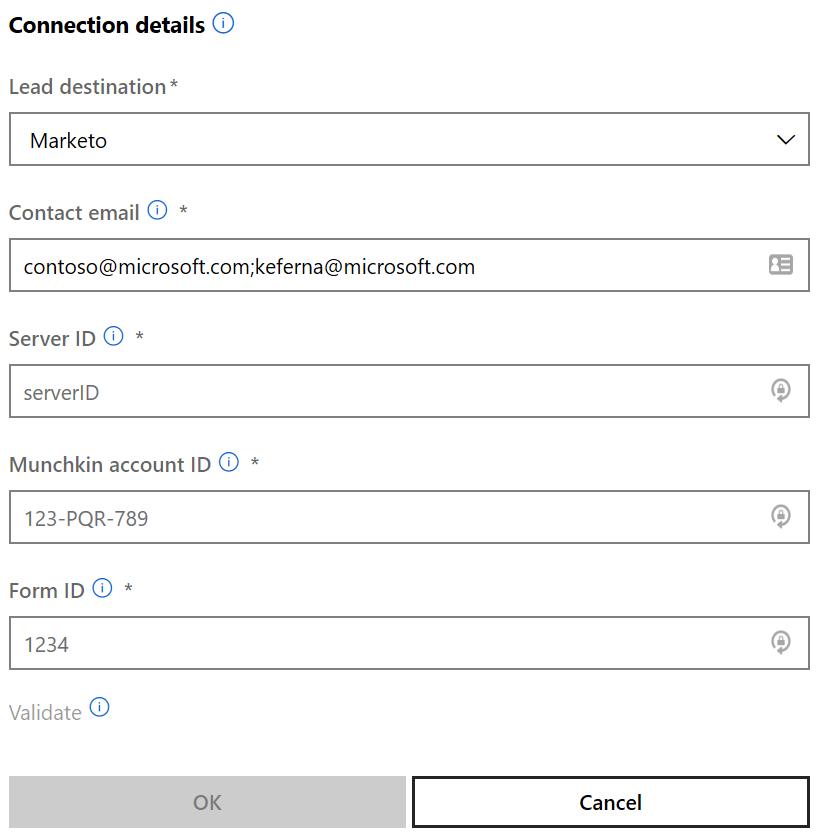 Connection details
Lead destination *
Marketo
Contact email *
contoso@microsoft.com;keferna@microsoft.com
Server ID *
serverID
Munchkin account ID *
123-PQR-789
Form ID *
1234
Validate
OK Cancel